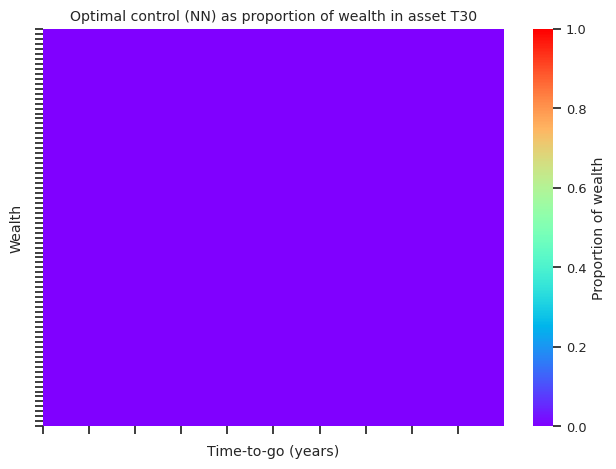 Optimal control (NN) as proportion of wealth in asset T30
Wealth
Time-to-go (years)
1.0
0.8
0.6
0.4
0.2
0.0
Proportion of wealth